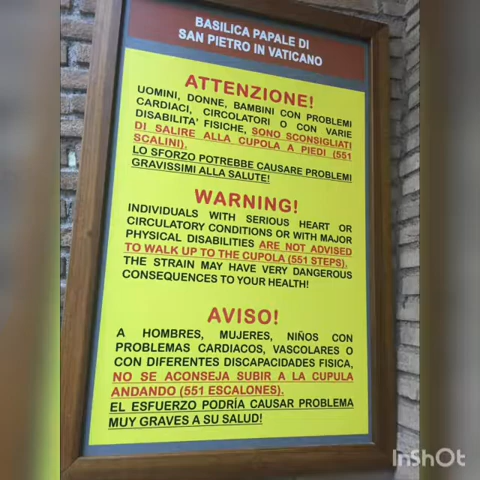 BASILICA PAPALE DI
SAN PIETRO IN VATICANO
ATTENZIONE!
UOMINI, DONNE, BAMBINI CON PROBLEMI
CARDIACI, CIRCOLATORI O CON VARIE
DISABILITA' FISICHE, SONO SCONSIGLIATI
DI SALIRE ALLA CUPOLA A PIEDI (551
SCALINI).
LO SFORZO POTREBBE CAUSARE PROBLEMI
GRAVISSIMI ALLA SALUTE!
WARNING!
INDIVIDUALS WITH SERIOUS HEART OR
CIRCULATORY CONDITIONS OR WITH MAJOR
PHYSICAL DISABILITIES ARE NOT ADVISED
TO WALK UP TO THE CUPOLA (551 STEPS).
THE STRAIN MAY HAVE VERY DANGEROUS
CONSEQUENCES TO YOUR HEALTH!
AVISO!
A HOMBRES, MUJERES, NIÑOS CON
PROBLEMAS CARDIACOS, VASCOLARES O
CON DIFERENTES DISCAPACIDADES FISICA,
NO SE ACONSEJA SUBIR A LA CUPULA
ANDANDO (551 ESCALONES).
EL ESFUERZO PODRÍA CAUSAR PROBLEMA
MUY GRAVES A SU SALUD!
InShOt